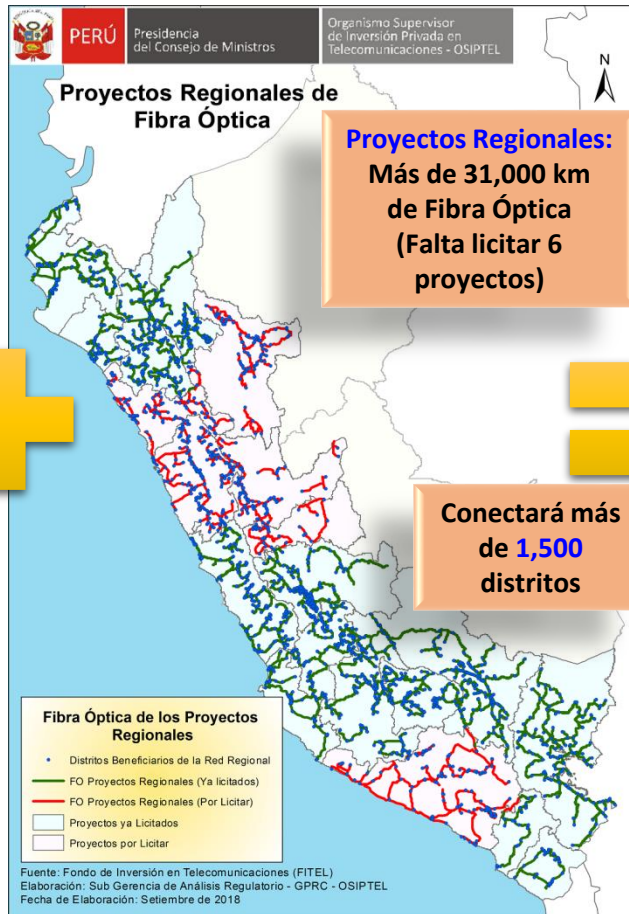 PERÚ
Presidencia
del Consejo de Ministros
Organismo Supervisor
de Inversión Privada en
Telecomunicaciones - OSIPTEL
Proyectos Regionales de
Fibra Óptica
N
Proyectos Regionales:
Más de 31,000 km
de Fibra Óptica
(Falta licitar 6
proyectos)
Conectará más
de 1,500
distritos
Fibra Óptica de los Proyectos
Regionales
Distritos Beneficiarios de la Red Regional
FO Proyectos Regionales (Ya licitados)
FO Proyectos Regionales (Por Licitar)
Proyectos ya Licitados
Proyectos por Licitar
Fuente: Fondo de Inversión en Telecomunicaciones (FITEL)
Elaboración: Sub Gerencia de Análisis Regulatorio - GPRC - OSIPTEL
Fecha de Elaboración: Setiembre de 2018